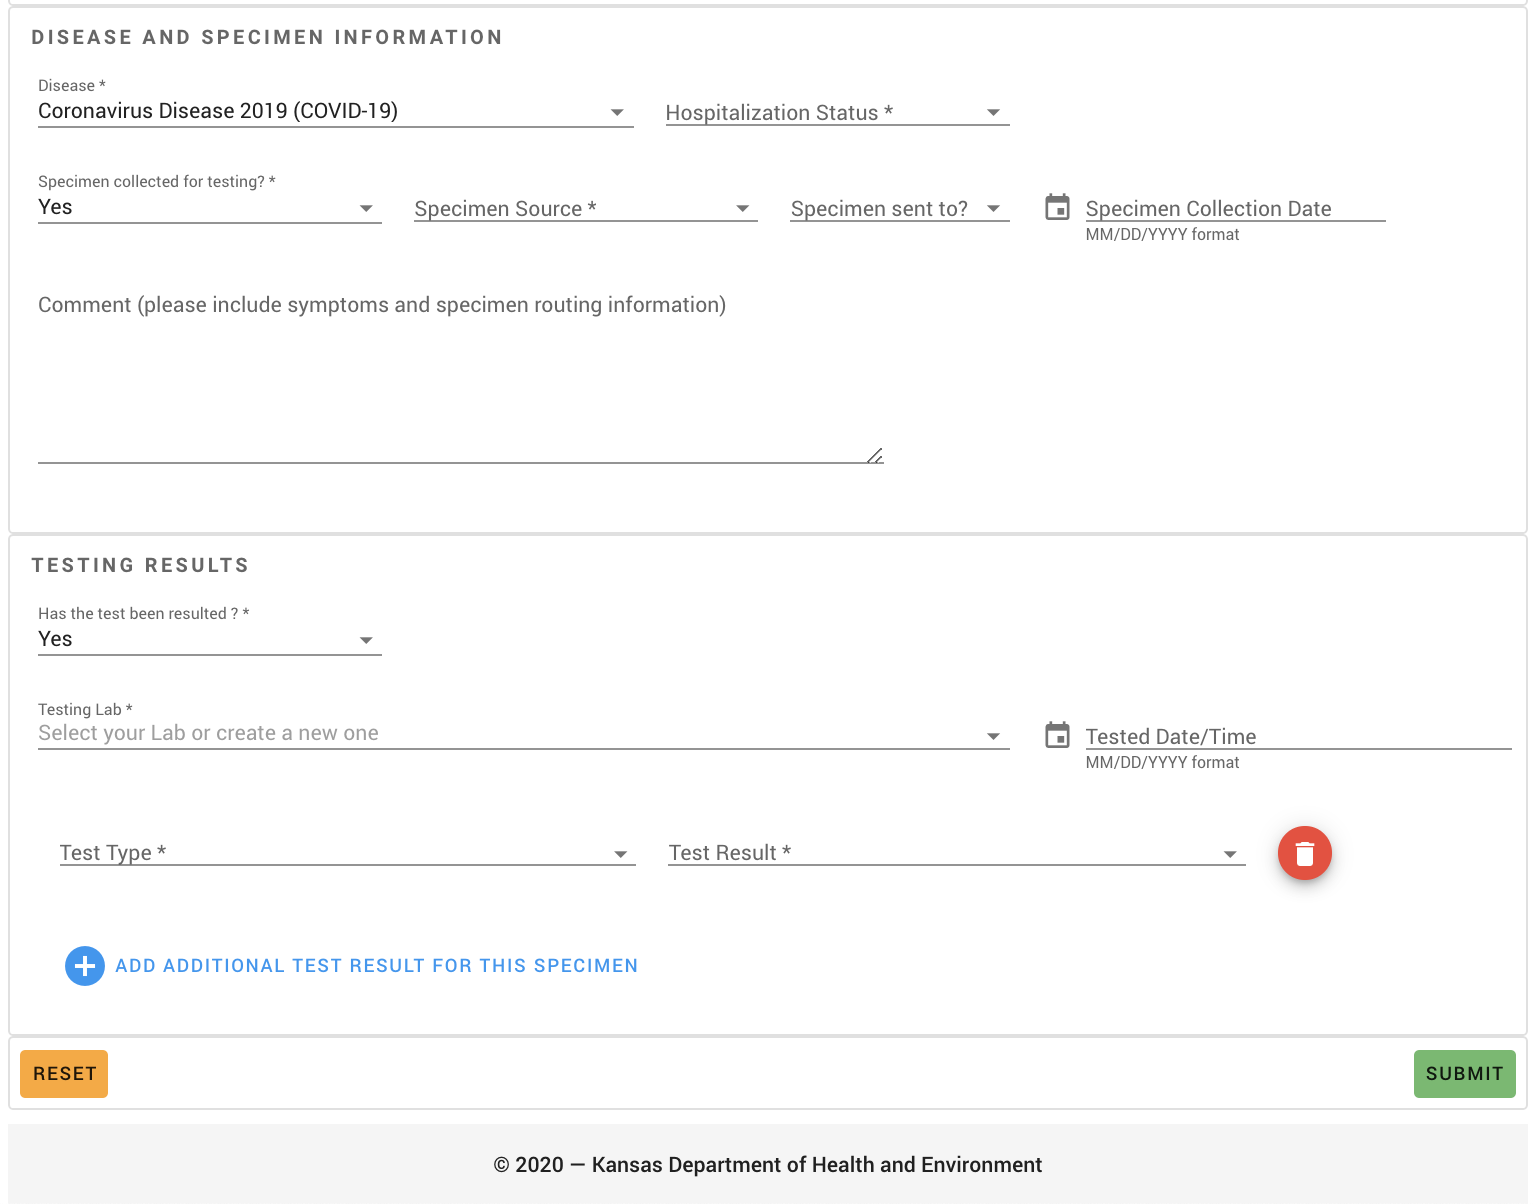 DISEASE AND SPECIMEN INFORMATION
Disease *
Coronavirus Disease 2019 (COVID-19)
Hospitalization Status *
Specimen collected for testing? *
Yes
Specimen Source *
Specimen sent to?
Specimen Collection Date
MM/DD/YYYY format
Comment (please include symptoms and specimen routing information)
TESTING RESULTS
Has the test been resulted ? *
Yes
Testing Lab *
Select your Lab or create a new one
Tested Date/Time
MM/DD/YYYY format
Test Type *
Test Result *
ADD ADDITIONAL TEST RESULT FOR THIS SPECIMEN
RESET
SUBMIT
© 2020 — Kansas Department of Health and Environment